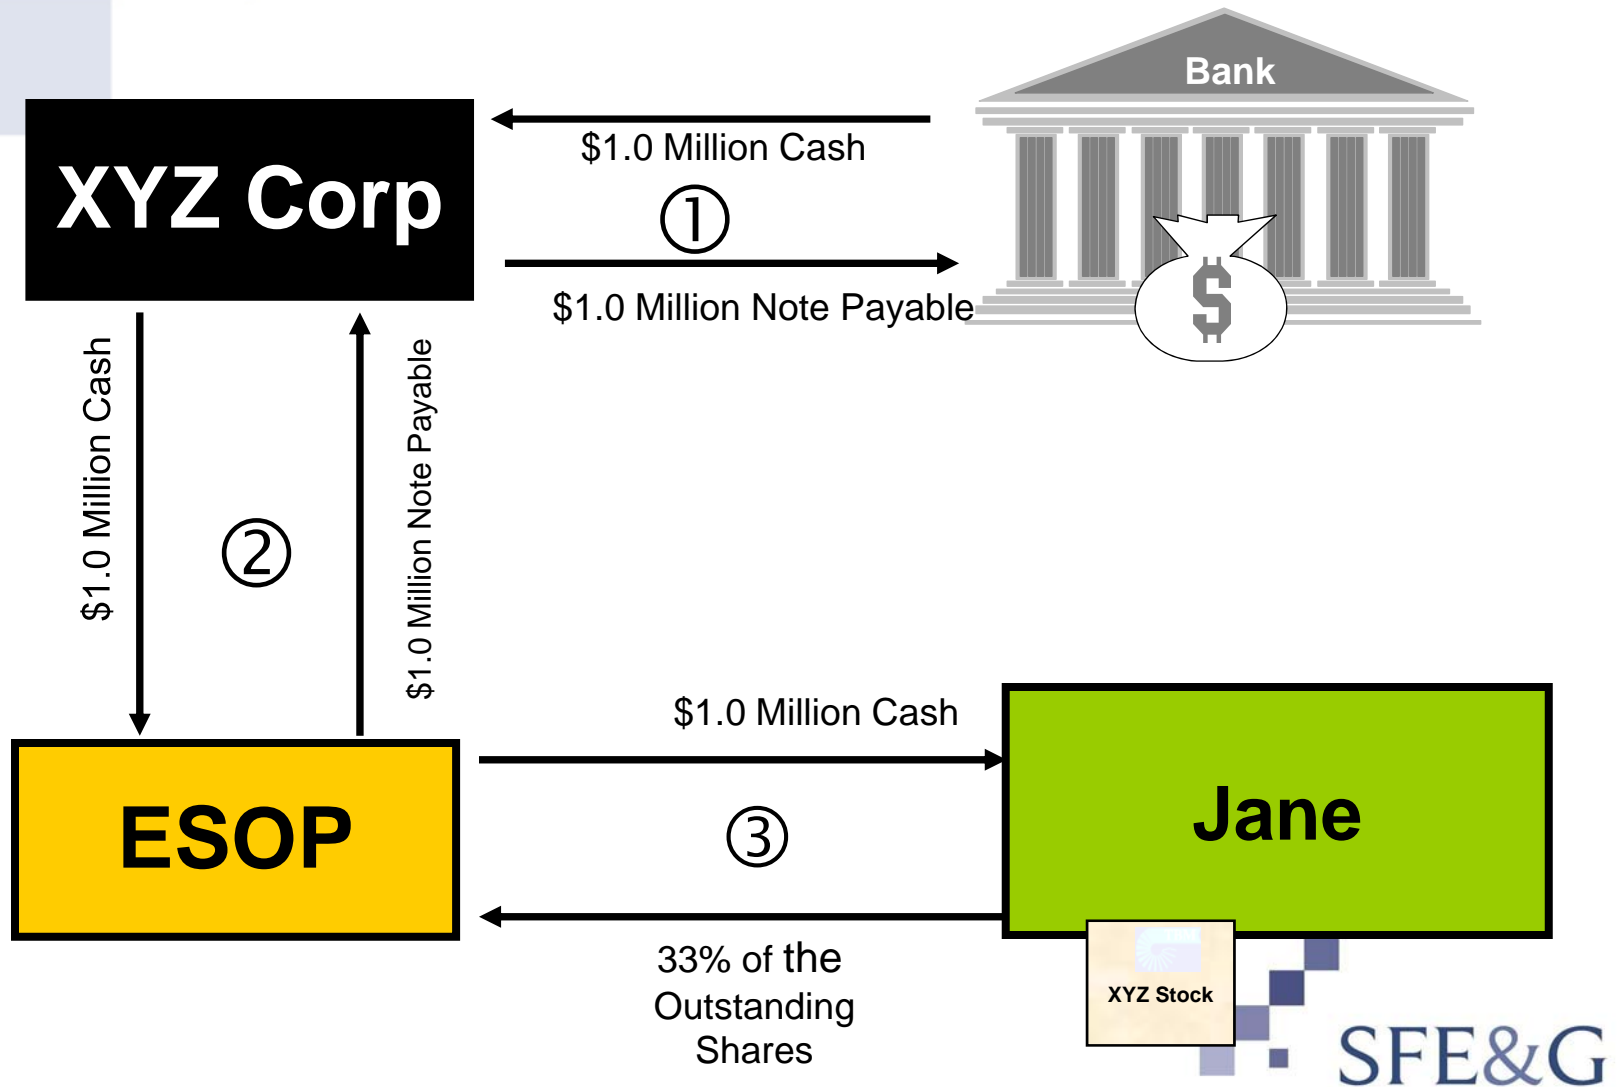 Bank
$1.0 Million Cash
XYZ Corp
①
$1.0 Million Note Payable
$
$1.0 Million Cash
②
$1.0 Million Note Payable
$1.0 Million Cash
ESOP
③
Jane
33% of the
Outstanding
Shares
XYZ Stock
SFE&G